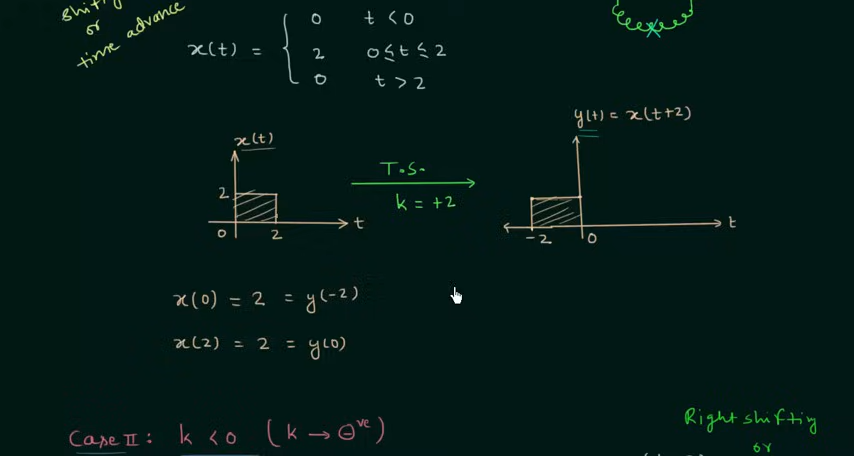 shifting
or
time advance
x(t) = { 0 t < 0
2 0 ≤ t ≤ 2
0 t > 2
y(t) = x(t+2)
x(t)
T.S.
k = +2
2
t
0 2
t
-2 0
x(0) = 2 = y(-2)
x(2) = 2 = y(0)
Case II: k < 0 (k → ⊖ve)
Right shifting
or